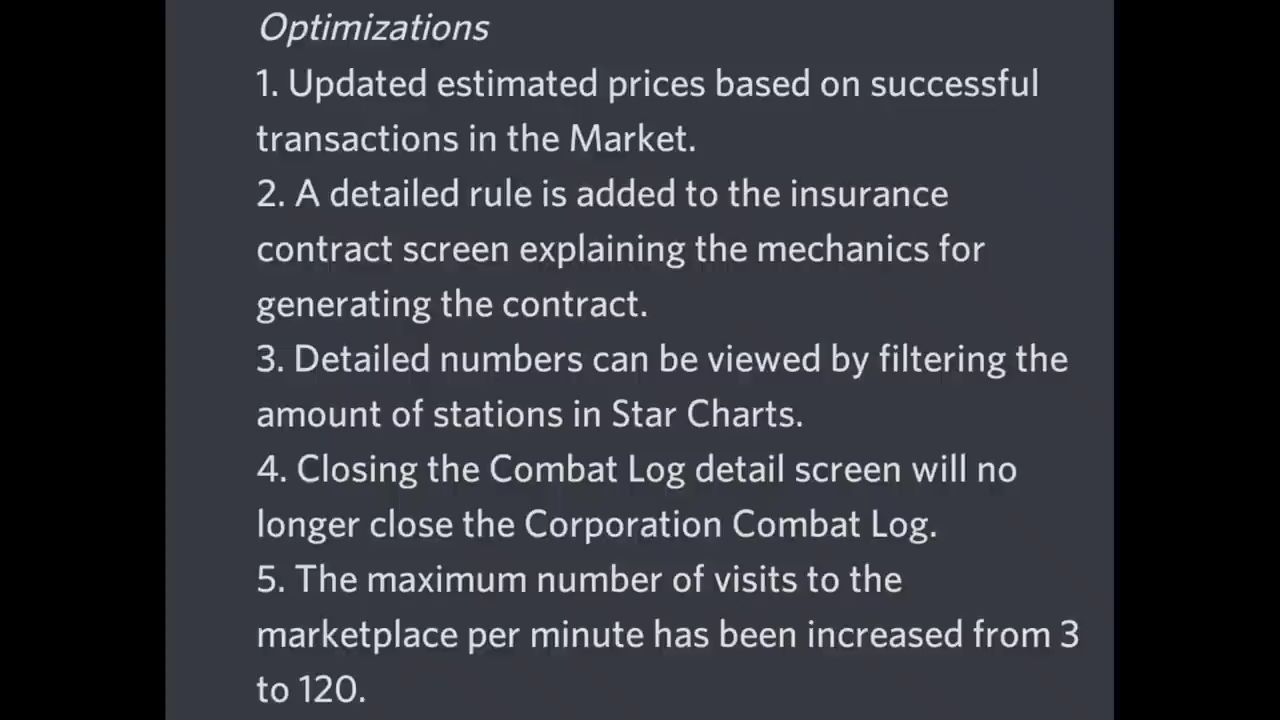 Optimizations
1. Updated estimated prices based on successful
transactions in the Market.
2. A detailed rule is added to the insurance
contract screen explaining the mechanics for
generating the contract.
3. Detailed numbers can be viewed by filtering the
amount of stations in Star Charts.
4. Closing the Combat Log detail screen will no
longer close the Corporation Combat Log.
5. The maximum number of visits to the
marketplace per minute has been increased from 3
to 120.